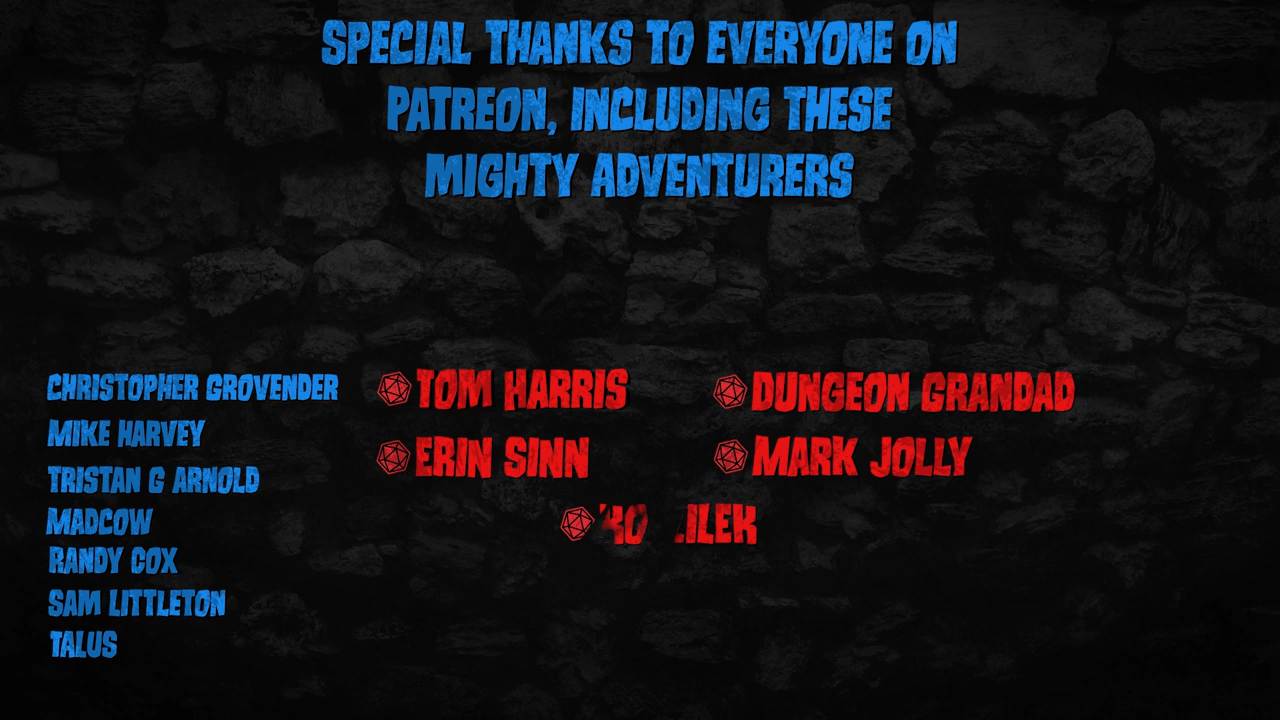 SPECIAL THANKS TO EVERYONE ON
PATREON, INCLUDING THESE
MIGHTY ADVENTURERS
CHRISTOPHER GROVENDER
MIKE HARVEY
TRISTAN G ARNOLD
MADCOW
RANDY COX
SAM LITTLETON
TALUS
TOM HARRIS
DUNGEON GRANDAD
ERIN SINN
MARK JOLLY